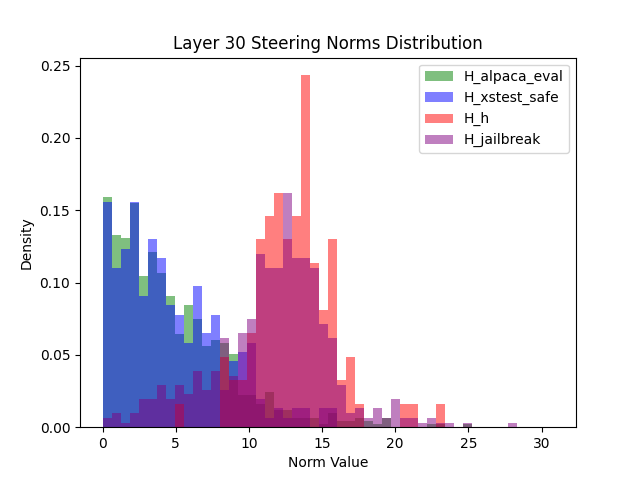 Layer 30 Steering Norms Distribution
H_alpaca_eval
H_xstest_safe
H_h
H_jailbreak
0.25
0.20
0.15
0.10
0.05
0.00
Density
0 5 10 15 20 25 30
Norm Value